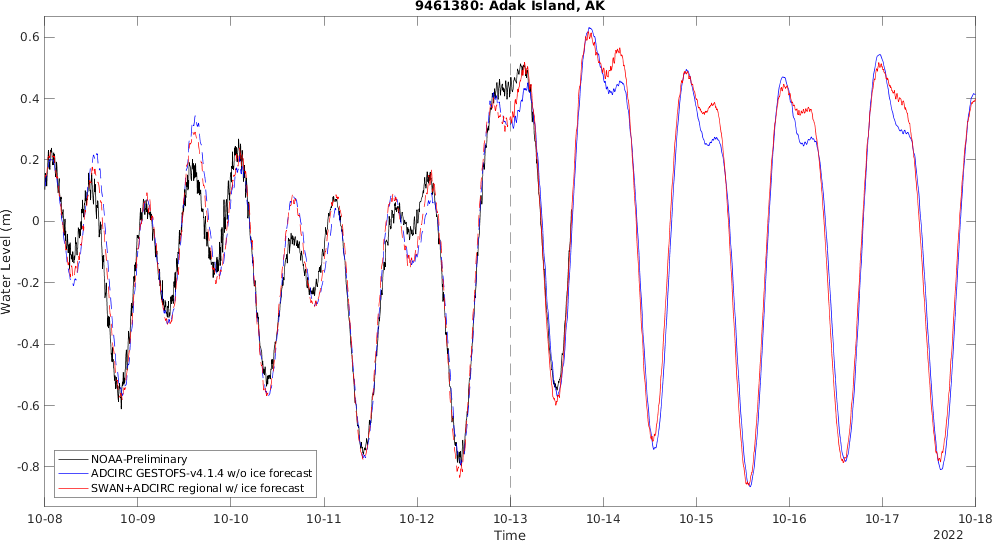 9461380: Adak Island, AK
0.6
0.4
0.2
0
-0.2
-0.4
-0.6
-0.8
Water Level (m)
NOAA-Preliminary
ADCIRC GESTOFS-v4.1.4 w/o ice forecast
SWAN+ADCIRC regional w/ ice forecast
10-08 10-09 10-10 10-11 10-12 10-13 10-14 10-15 10-16 10-17 10-18
Time
2022